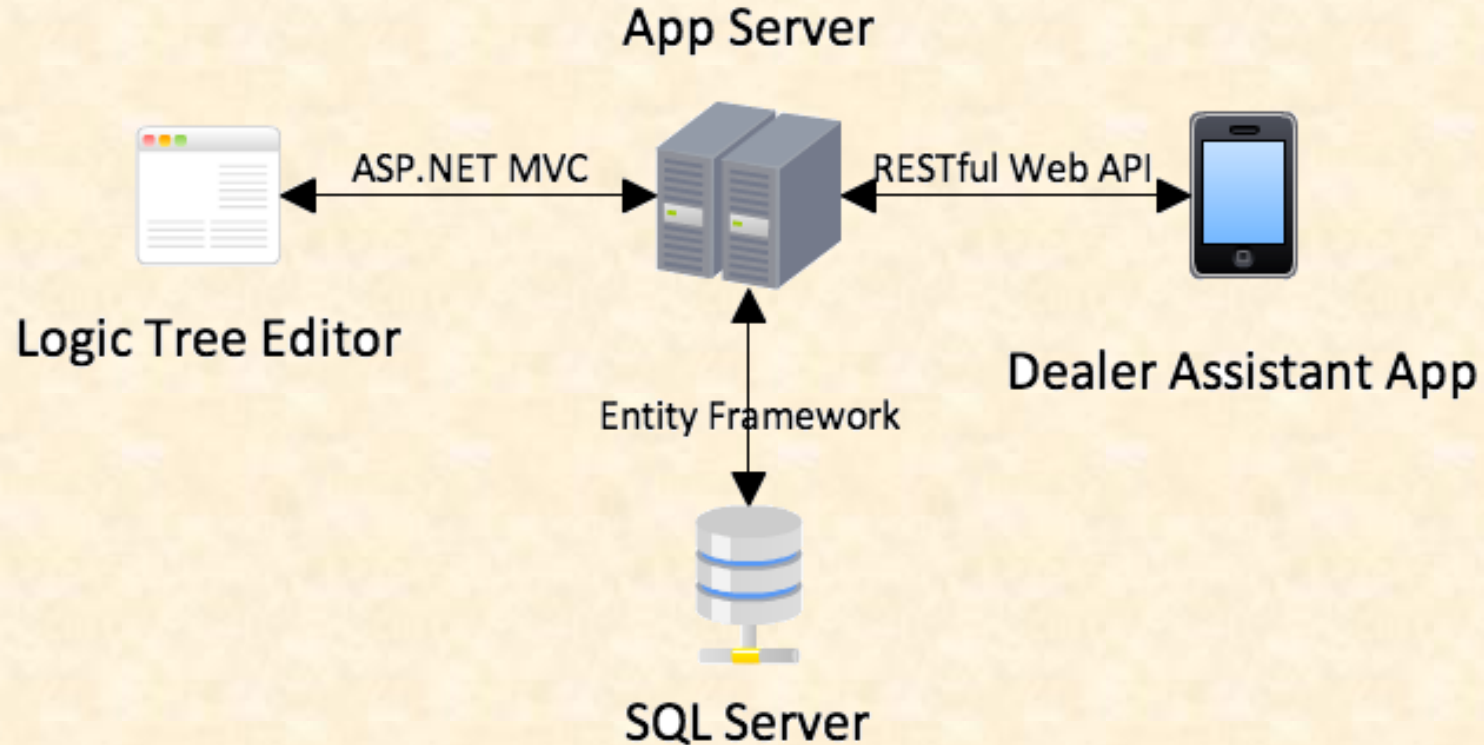 App Server
ASP.NET MVC
RESTful Web API
Logic Tree Editor
Dealer Assistant App
Entity Framework
SQL Server